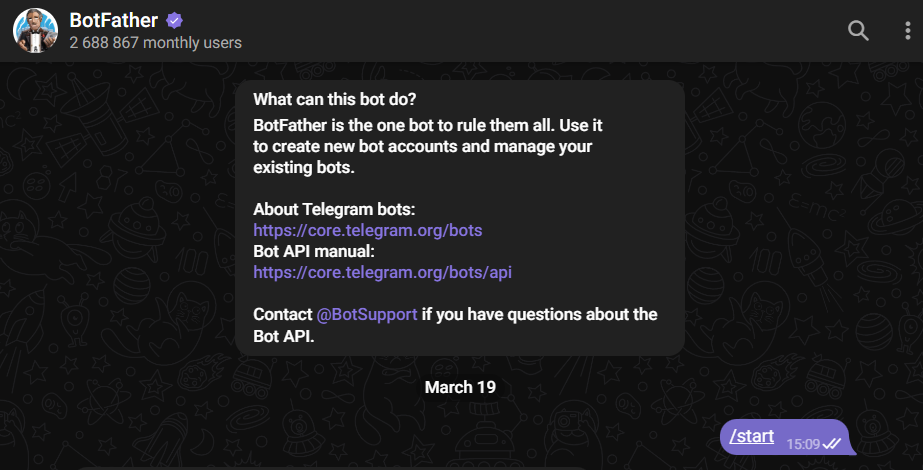 BotFather
2 688 867 monthly users
What can this bot do?
BotFather is the one bot to rule them all. Use it
to create new bot accounts and manage your
existing bots.
About Telegram bots:
https://core.telegram.org/bots
Bot API manual:
https://core.telegram.org/bots/api
Contact @BotSupport if you have questions about the
Bot API.
March 19
/start 15:09